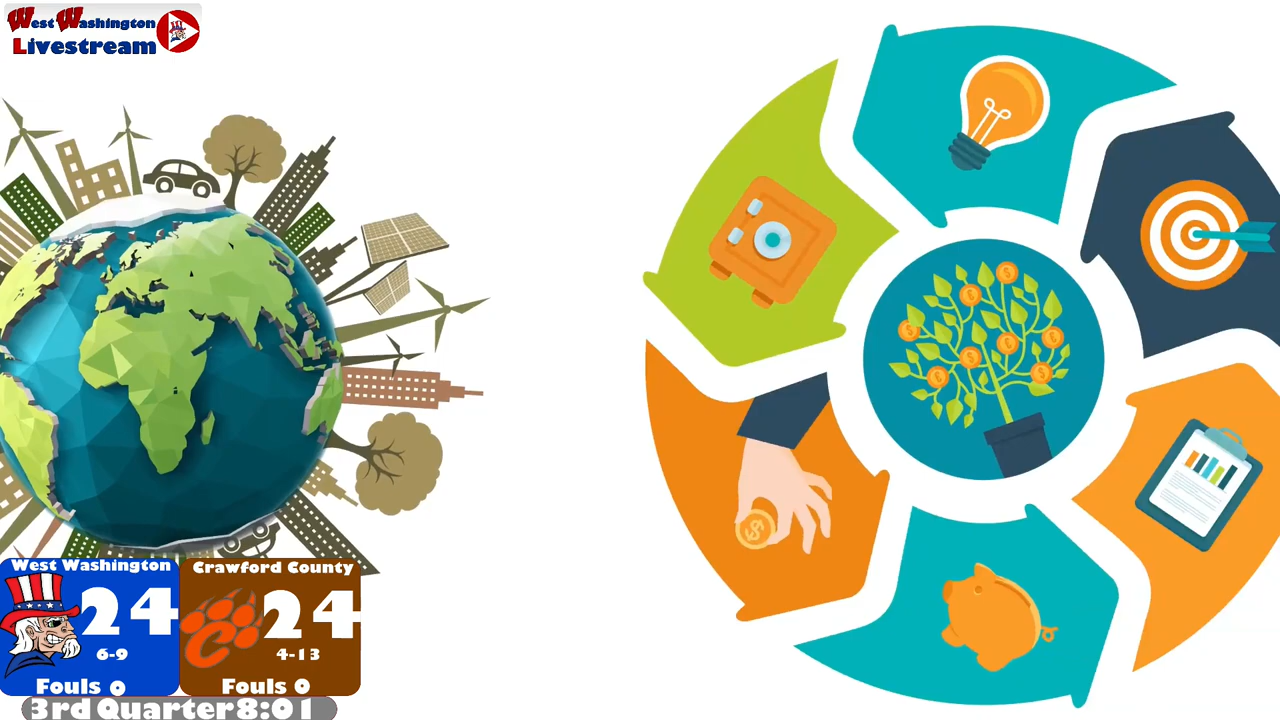 West Washington
Livestream
West Washington
24
6-9
Fouls 0
Crawford County
24
4-13
Fouls 0
3rd Quarter 8:01